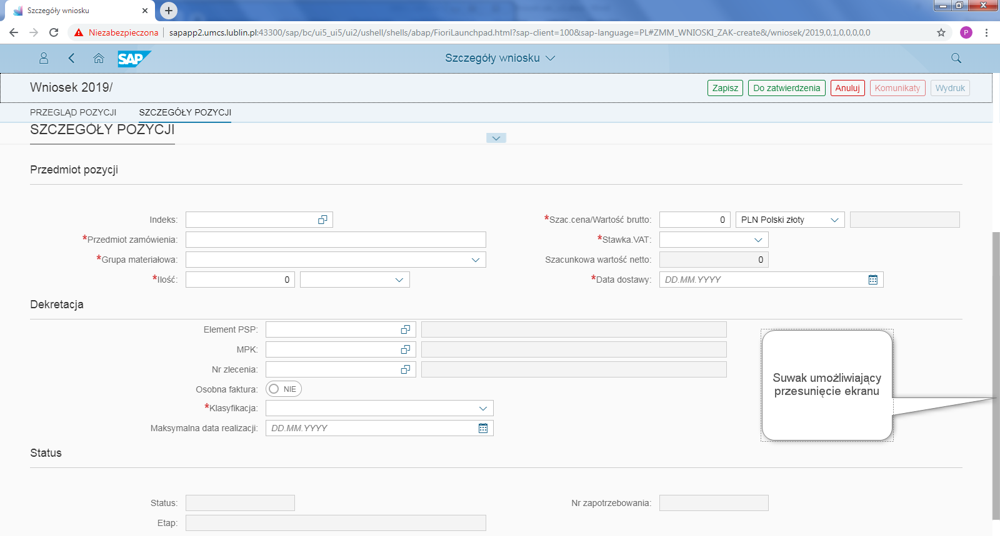 Szczegóły wniosku
Niezabezpieczona
sapapp2.umcs.lublin.pl:43300/sap/bc/ui5_ui5/ui2/ushell/shells/abap/FioriLaunchpad.html?sap-client=100&sap-language=PL#ZMM_WNIOSKI_ZAK-create&/wniosek/2019,0,1,0,0,0,0,0
P
SAP
Szczegóły wniosku
Wniosek 2019/
Zapisz
Do zatwierdzenia
Anuluj
Komunikaty
Wydruk
PRZEGLĄD POZYCJI
SZCZEGÓŁY POZYCJI
SZCZEGÓŁY POZYCJI
Przedmiot pozycji
Indeks:
*Szac.cena/Wartość brutto: 0 PLN Polski złoty
*Przedmiot zamówienia:
*Stawka.VAT:
*Grupa materiałowa:
Szacunkowa wartość netto: 0
*Ilość: 0
*Data dostawy: DD.MM.YYYY
Dekretacja
Element PSP:
MPK:
Nr zlecenia:
Osobna faktura: NIE
*Klasyfikacja:
Maksymalna data realizacji: DD.MM.YYYY
Suwak umożliwiający
przesunięcie ekranu
Status
Status:
Nr zapotrzebowania:
Etap: